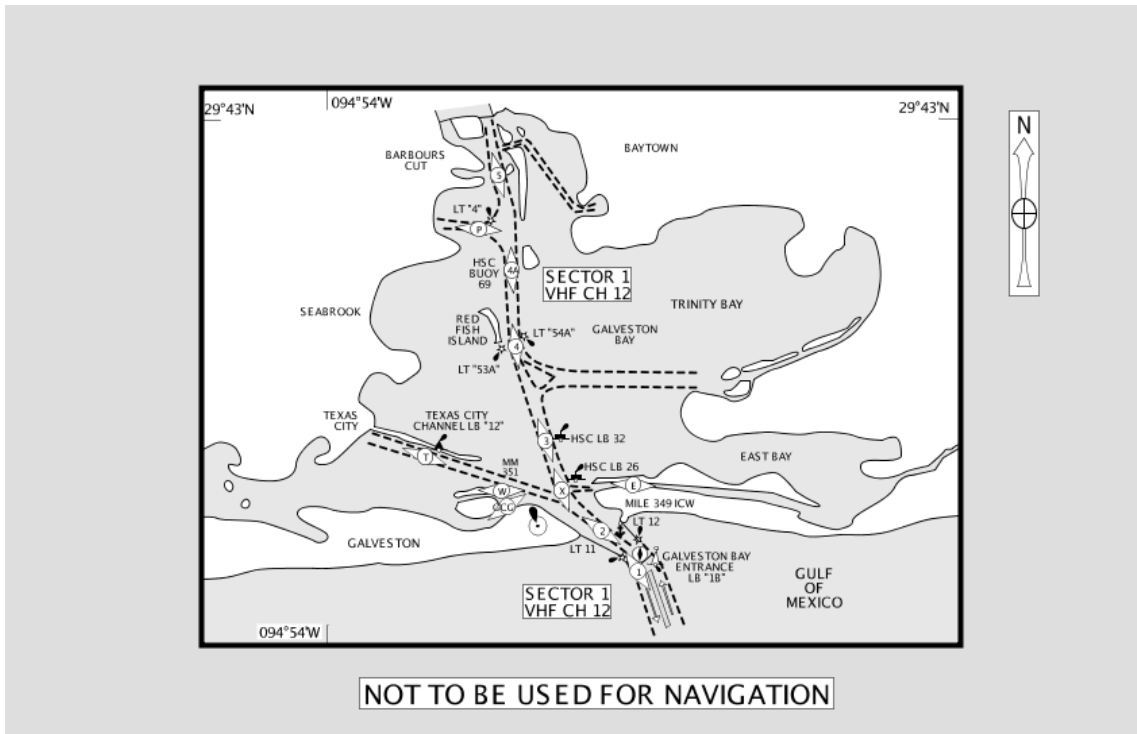 29°43'N
094°54'W
29°43'N
N
BARBOURS
CUT
BAYTOWN
5
LT "4"
P
HSC
BUOY
69
4A
SECTOR 1
VHF CH 12
TRINITY BAY
SEABROOK
RED
FISH
ISLAND
LT "54A"
GALVESTON
BAY
4
LT "53A"
TEXAS
CITY
TEXAS CITY
CHANNEL LB "12"
3
HSC LB 32
T
MM
351
HSC LB 26
EAST BAY
W
X
E
MILE 349 ICW
GALVESTON
2
LT 12
LT 11
GALVESTON BAY
ENTRANCE
LB "1B"
1
GULF
OF
MEXICO
SECTOR 1
VHF CH 12
094°54'W
NOT TO BE USED FOR NAVIGATION